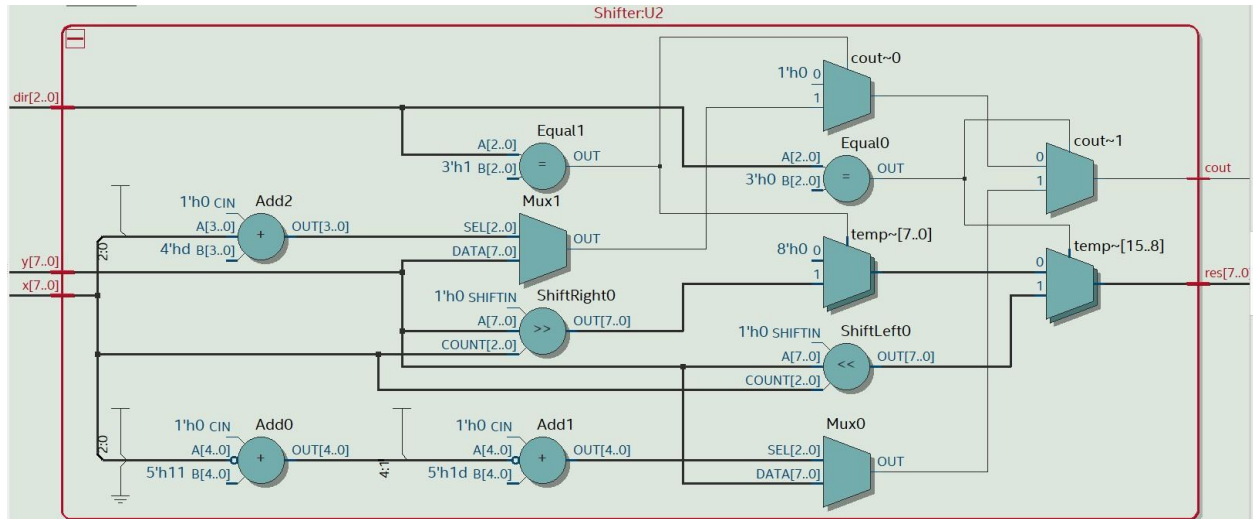 Shifter:U2
dir[2..0]
y[7..0]
x[7..0]
cout~0
1'h0 0
1
Equal1
A[2..0]
3'h1 B[2..0]
=
OUT
Equal0
A[2..0]
3'h0 B[2..0]
=
OUT
cout~1
0
1
cout
Add2
1'h0 CIN
A[3..0]
4'hd B[3..0]
+
OUT[3..0]
2:0
Mux1
SEL[2..0]
DATA[7..0]
OUT
temp~[7..0]
8'h0 0
1
temp~[15..8]
0
1
res[7..0]
ShiftRight0
1'h0 SHIFTIN
A[7..0]
COUNT[2..0]
>>
OUT[7..0]
ShiftLeft0
1'h0 SHIFTIN
A[7..0]
COUNT[2..0]
<<
OUT[7..0]
Add0
1'h0 CIN
A[4..0]
5'h11 B[4..0]
+
OUT[4..0]
2:0
Add1
1'h0 CIN
A[4..0]
5'h1d B[4..0]
+
OUT[4..0]
4:1
Mux0
SEL[2..0]
DATA[7..0]
OUT